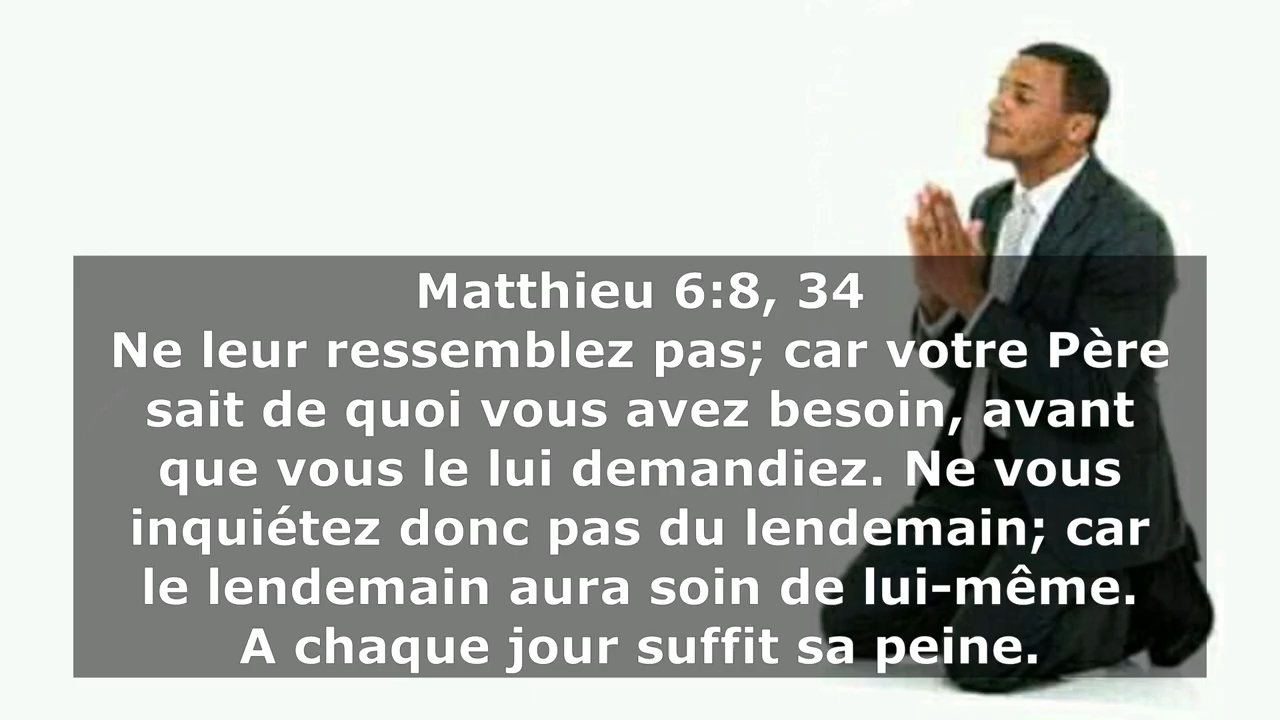 Matthieu 6:8, 34
Ne leur ressemblez pas; car votre Père
sait de quoi vous avez besoin, avant
que vous le lui demandiez. Ne vous
inquiétez donc pas du lendemain; car
le lendemain aura soin de lui-même.
A chaque jour suffit sa peine.